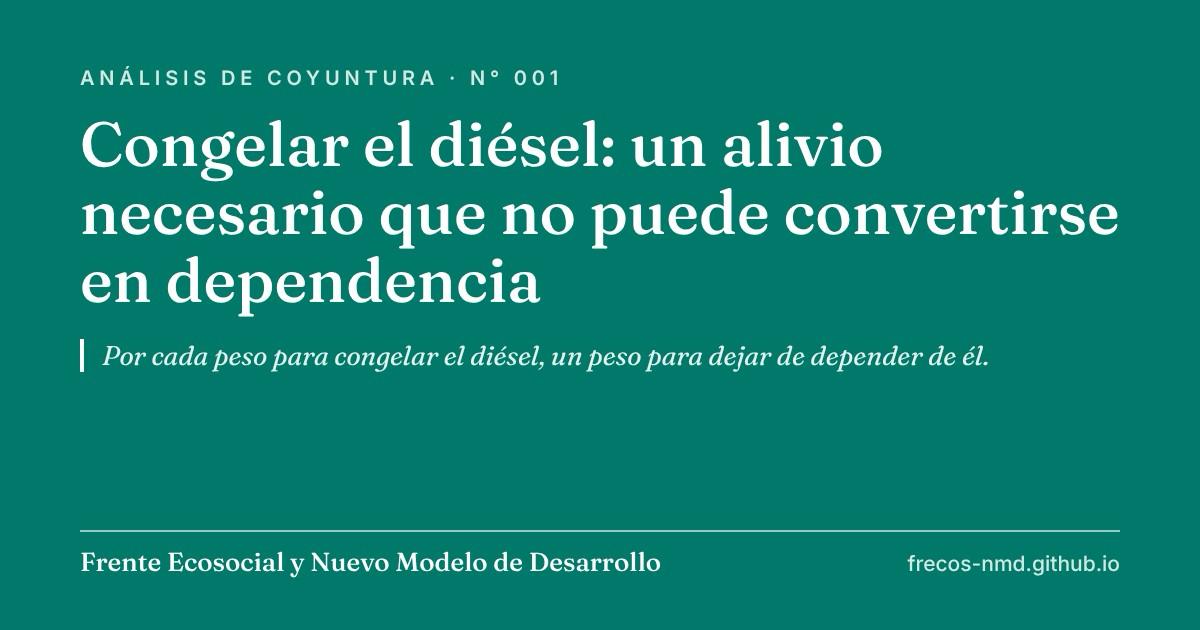 ANÁLISIS DE COYUNTURA · N° 001
Congelar el diésel: un alivio
necesario que no puede convertirse
en dependencia
Por cada peso para congelar el diésel, un peso para dejar de depender de él.
Frente Ecosocial y Nuevo Modelo de Desarrollo
frecos-nmd.github.io